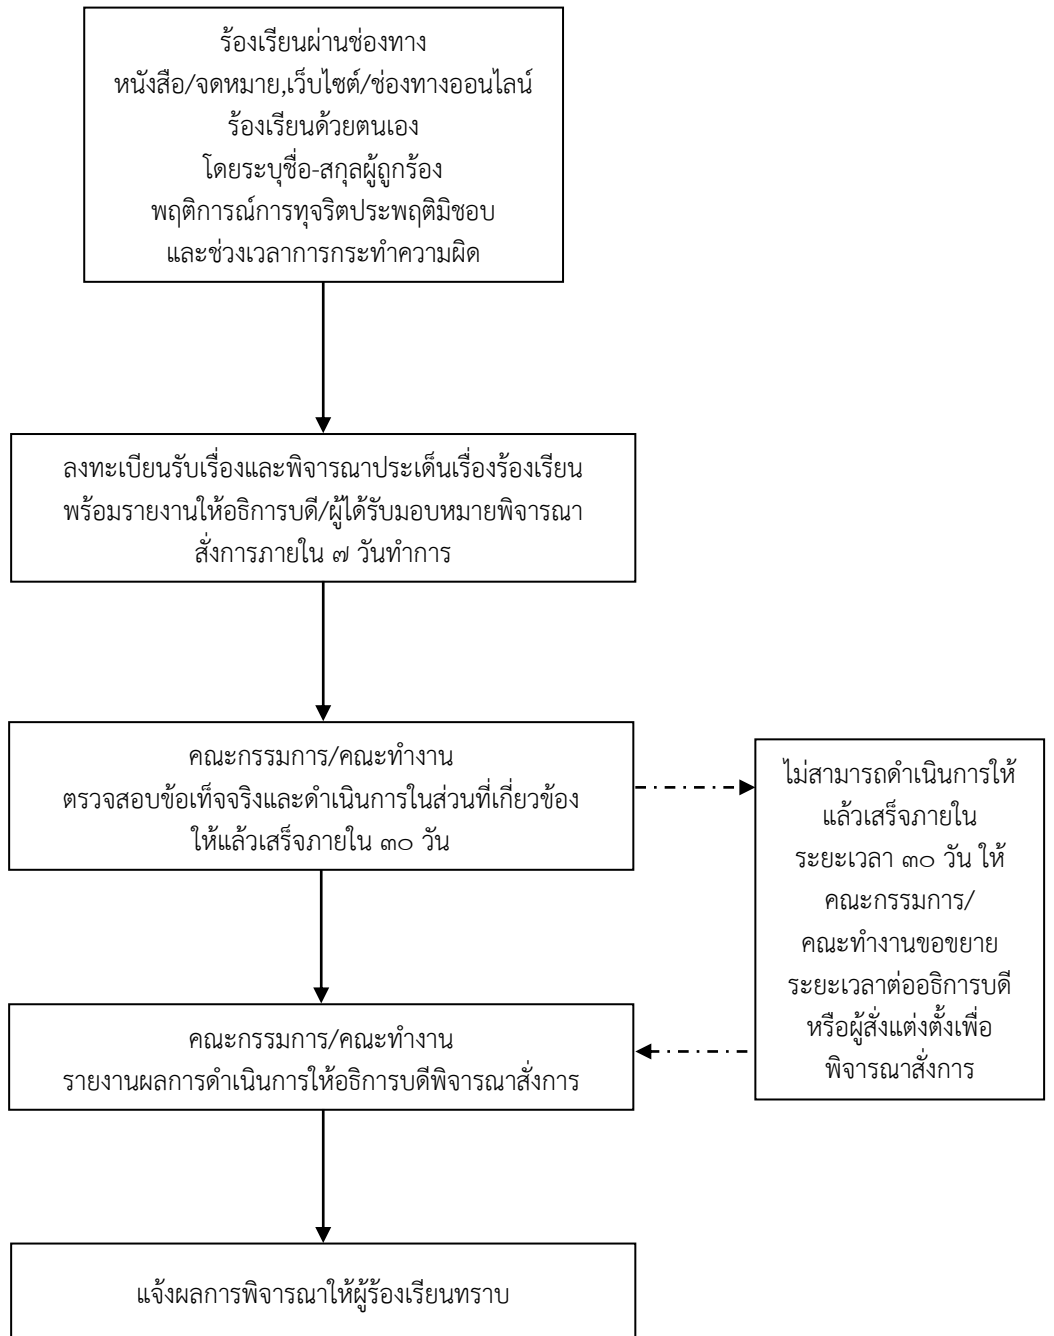 ร้องเรียนผ่านช่องทาง
หนังสือ/จดหมาย,เว็บไซต์/ช่องทางออนไลน์
ร้องเรียนด้วยตนเอง
โดยระบุชื่อ-สกุลผู้ถูกร้อง
พฤติการณ์การทุจริตประพฤติมิชอบ
และช่วงเวลาการกระทำความผิด
ลงทะเบียนรับเรื่องและพิจารณาประเด็นเรื่องร้องเรียน
พร้อมรายงานให้อธิการบดี/ผู้ได้รับมอบหมายพิจารณา
สั่งการภายใน ๗ วันทำการ
คณะกรรมการ/คณะทำงาน
ตรวจสอบข้อเท็จจริงและดำเนินการในส่วนที่เกี่ยวข้อง
ให้แล้วเสร็จภายใน ๓๐ วัน
ไม่สามารถดำเนินการให้
แล้วเสร็จภายใน
ระยะเวลา ๓๐ วัน ให้
คณะกรรมการ/
คณะทำงานขอขยาย
ระยะเวลาต่ออธิการบดี
หรือผู้สั่งแต่งตั้งเพื่อ
พิจารณาสั่งการ
คณะกรรมการ/คณะทำงาน
รายงานผลการดำเนินการให้อธิการบดีพิจารณาสั่งการ
แจ้งผลการพิจารณาให้ผู้ร้องเรียนทราบ